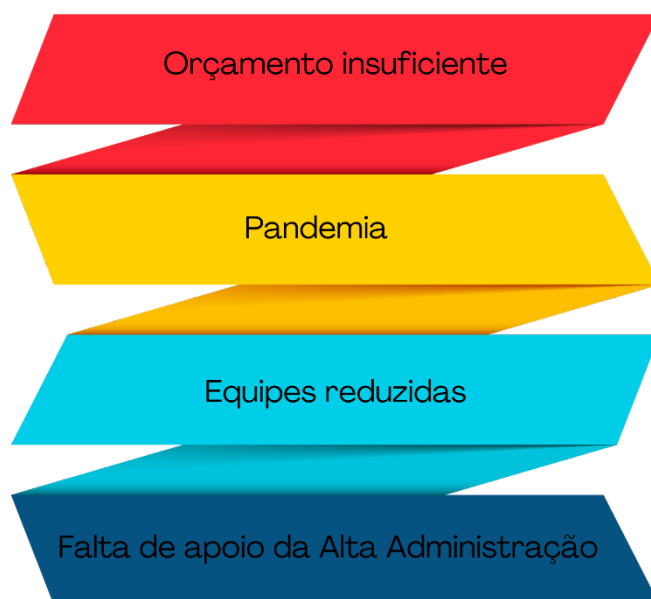 Orçamento insuficiente
Pandemia
Equipes reduzidas
Falta de apoio da Alta Administração